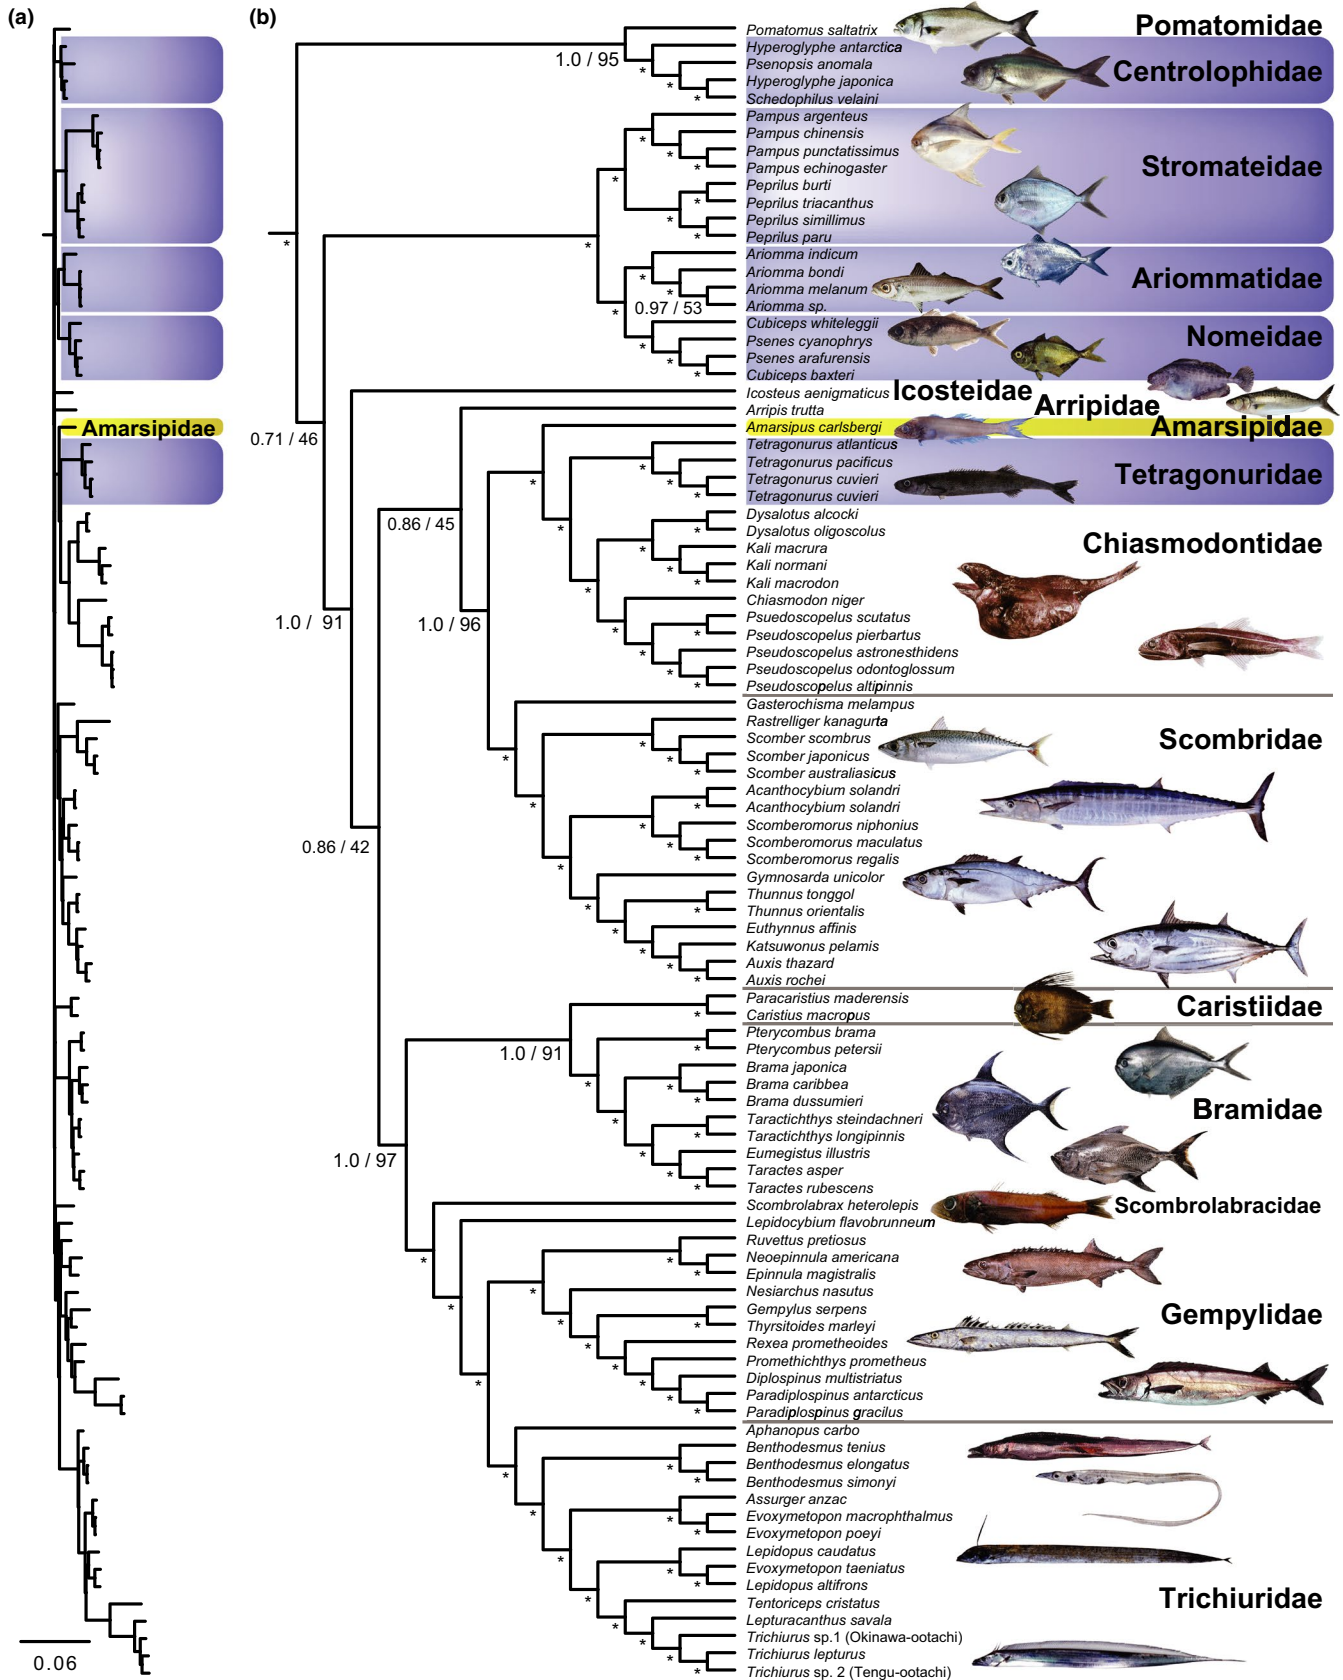 (a)
(b)
Pomatomus saltatrix
Pomatomidae
1.0 / 95
Hyperoglyphe antarctica
Psenopsis anomala
Hyperoglyphe japonica
Schedophilus velaini
Centrolophidae
Pampus argenteus
Pampus chinensis
Pampus punctatissimus
Pampus echinogaster
Peprilus burti
Peprilus triacanthus
Peprilus simillimus
Peprilus paru
Stromateidae
Ariomma indicum
Ariomma bondi
Ariomma melanum
0.97 / 53
Ariomma sp.
Ariommatidae
Cubiceps whiteleggii
Psenes cyanophrys
Psenes arafurensis
Cubiceps baxteri
Nomeidae
Icosteus aenigmaticus
Icosteidae
Arripis trutta
Arripidae
Amarsipidae
Amarsipus carlsbergi
Amarsipidae
0.71 / 46
Tetragonurus atlanticus
Tetragonurus pacificus
Tetragonurus cuvieri
Tetragonurus cuvieri
Tetragonuridae
0.86 / 45
Dysalotus alcocki
Dysalotus oligoscolus
Kali macrura
Kali normani
Kali macrodon
Chiasmodon niger
Psuedoscopelus scutatus
Pseudoscopelus pierbartus
Pseudoscopelus astronesthidens
Pseudoscopelus odontoglossum
Pseudoscopelus altipinnis
Chiasmodontidae
1.0 / 91
1.0 / 96
Gasterochisma melampus
Rastrelliger kanagurta
Scomber scombrus
Scomber japonicus
Scomber australiasicus
Acanthocybium solandri
Acanthocybium solandri
Scomberomorus niphonius
Scomberomorus maculatus
Scomberomorus regalis
Gymnosarda unicolor
Thunnus tonggol
Thunnus orientalis
Euthynnus affinis
Katsuwonus pelamis
Auxis thazard
Auxis rochei
Scombridae
0.86 / 42
Paracaristius maderensis
Caristius macropus
Caristiidae
1.0 / 91
Pterycombus brama
Pterycombus petersii
Brama japonica
Brama caribbea
Brama dussumieri
Taractichthys steindachneri
Taractichthys longipinnis
Eumegistus illustris
Taractes asper
Taractes rubescens
Bramidae
1.0 / 97
Scombrolabrax heterolepis
Scombrolabracidae
Lepidocybium flavobrunneum
Ruvettus pretiosus
Neoepinnula americana
Epinnula magistralis
Nesiarchus nasutus
Gempylus serpens
Thyrsitoides marleyi
Rexea prometheoides
Promethichthys prometheus
Diplospinus multistriatus
Paradiplospinus antarcticus
Paradiplospinus gracilus
Gempylidae
Aphanopus carbo
Benthodesmus tenius
Benthodesmus elongatus
Benthodesmus simonyi
Assurger anzac
Evoxymetopon macrophthalmus
Evoxymetopon poeyi
Lepidopus caudatus
Evoxymetopon taeniatus
Lepidopus altifrons
Tentoriceps cristatus
Lepturacanthus savala
Trichiurus sp.1 (Okinawa-ootachi)
Trichiurus lepturus
Trichiurus sp. 2 (Tengu-ootachi)
Trichiuridae
0.06